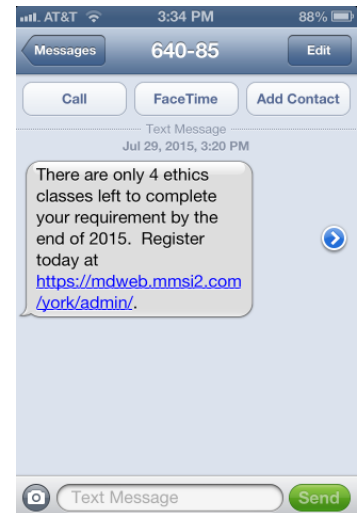 AT&T 3:34 PM 88%
Messages 640-85 Edit
Call FaceTime Add Contact
Text Message
Jul 29, 2015, 3:20 PM
There are only 4 ethics
classes left to complete
your requirement by the
end of 2015.  Register
today at
https://mdweb.mmsi2.com
/york/admin/.
Text Message Send